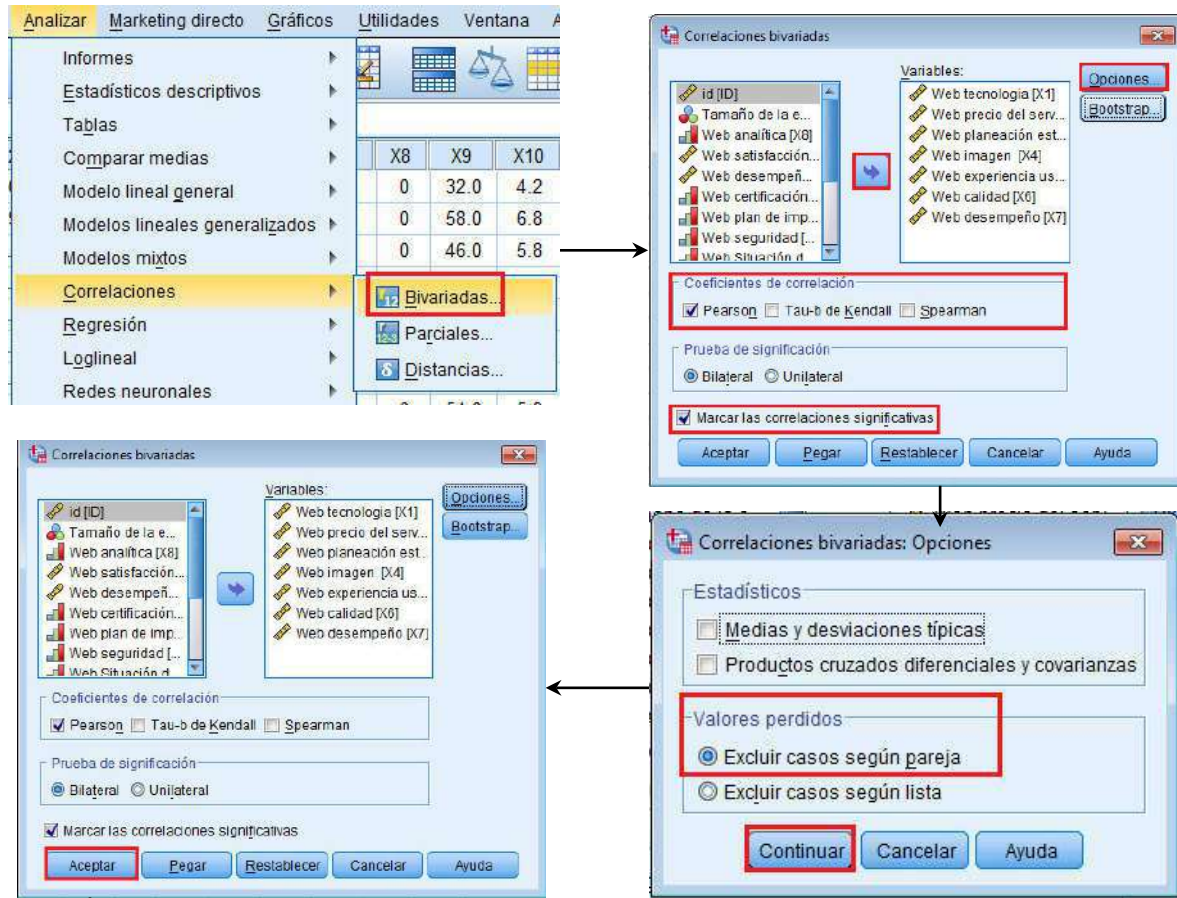 Analizar Marketing directo Gráficos Utilidades Ventana
Informes
Estadísticos descriptivos
Tablas
Comparar medias
Modelo lineal general
Modelos lineales generalizados
Modelos mixtos
Correlaciones
Regresión
Loglineal
Redes neuronales
X8 X9 X10
0 32.0 4.2
0 58.0 6.8
0 46.0 5.8
Bivariadas...
Parciales...
Distancias...
Correlaciones bivariadas
id [ID]
Tamaño de la e...
Web analítica [X8]
Web satisfacción...
Web desempeñ...
Web certificación...
Web plan de imp...
Web seguridad [...
Web Situación d
Variables:
Web tecnologia [X1]
Web precio del serv...
Web planeación est...
Web imagen [X4]
Web experiencia us...
Web calidad [X6]
Web desempeño [X7]
Opciones...
Bootstrap...
Coeficientes de correlación
Pearson Tau-b de Kendall Spearman
Prueba de significación
Bilateral Unilateral
Marcar las correlaciones significativas
Aceptar Pegar Restablecer Cancelar Ayuda
Correlaciones bivariadas: Opciones
Estadísticos
Medias y desviaciones típicas
Productos cruzados diferenciales y covarianzas
Valores perdidos
Excluir casos según pareja
Excluir casos según lista
Continuar Cancelar Ayuda
Correlaciones bivariadas
id [ID]
Tamaño de la e...
Web analítica [X8]
Web satisfacción...
Web desempeñ...
Web certificación...
Web plan de imp...
Web seguridad [...
Web Situación d
Variables:
Web tecnologia [X1]
Web precio del serv...
Web planeación est...
Web imagen [X4]
Web experiencia us...
Web calidad [X6]
Web desempeño [X7]
Opciones...
Bootstrap...
Coeficientes de correlación
Pearson Tau-b de Kendall Spearman
Prueba de significación
Bilateral Unilateral
Marcar las correlaciones significativas
Aceptar Pegar Restablecer Cancelar Ayuda